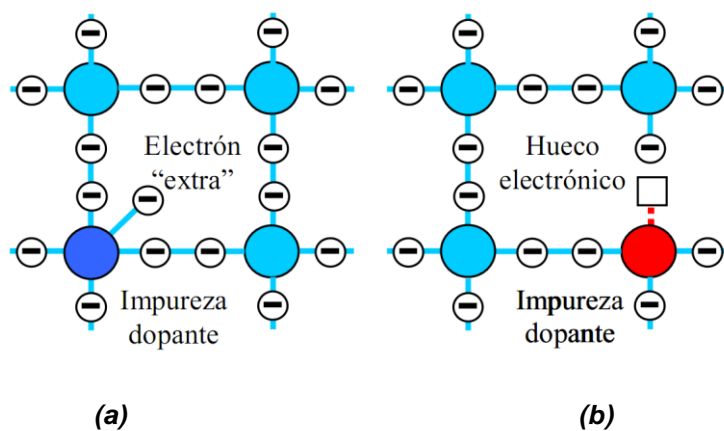 Electrón
“extra”
Impureza
dopante
(a)
Hueco
electrónico
Impureza
dopante
(b)